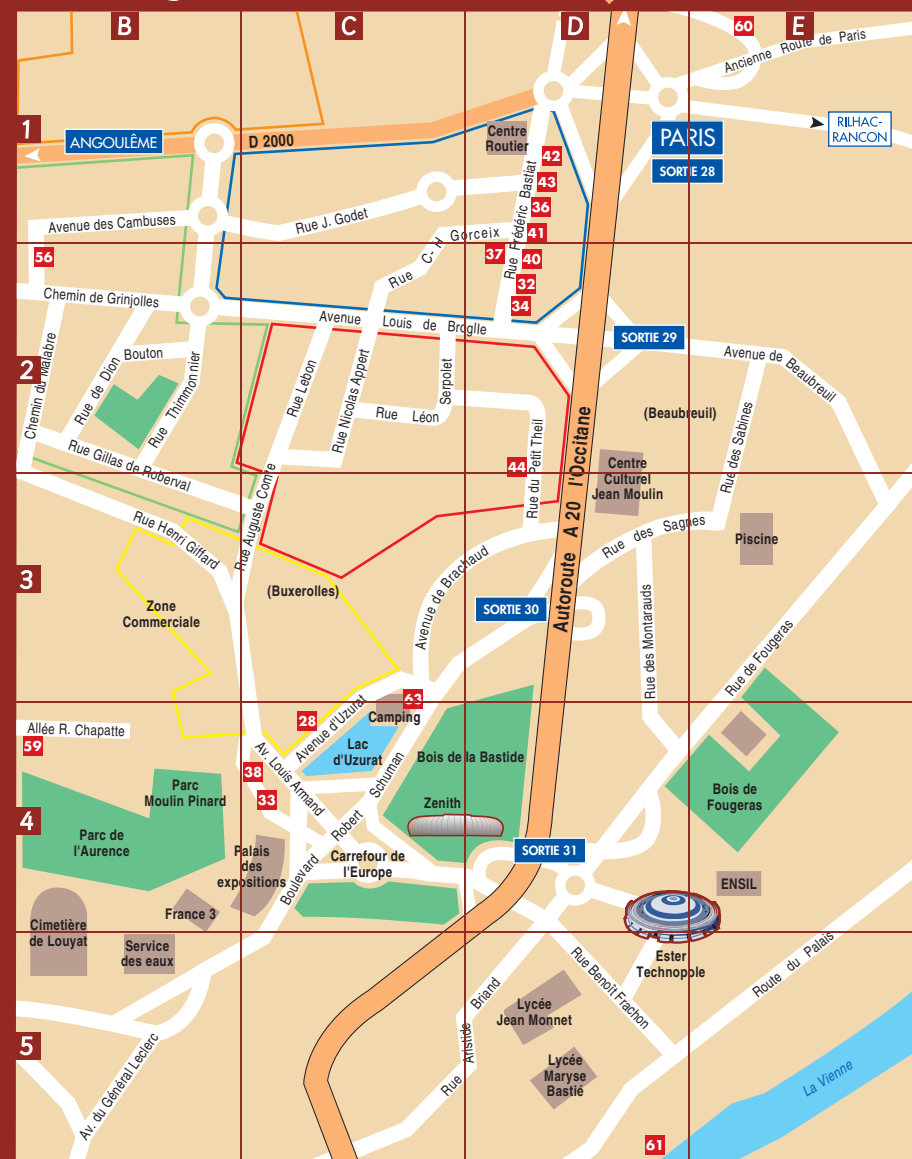 B
C
D
E
60
Ancienne Route de Paris
1
ANGOULÊME
D 2000
Centre
Routier
PARIS
SORTIE 28
RILHAC-
RANCON
42
43
36
41
37
40
32
34
Rue Frédéric Bastiat
Avenue des Cambuses
Rue J. Godet
Rue C- H Gorceix
56
Chemin de Grinjolles
Avenue Louis de Broglle
SORTIE 29
Avenue de Beaubreuil
2
Chemin du Malabre
Rue de Dion Bouton
Rue Thimmonnier
Rue Lebon
Rue Nicolas Appert
Serpolet
Rue Léon
Rue du Petit Theil
(Beaubreuil)
Rue des Sabines
Rue Gillas de Roberval
44
Centre
Culturel
Jean Moulin
Rue Auguste Comte
Autoroute A 20 l'Occitane
Rue Henri Giffard
Rue des Sagnes
Piscine
3
Avenue de Brachaud
(Buxerolles)
Zone
Commerciale
SORTIE 30
Rue des Montarauds
Rue de Fougeras
63
Camping
28
Avenue d'Uzurat
Allée R. Chapatte
59
Av. Louis Armand
Lac
d'Uzurat
Bois de la Bastide
38
33
Parc
Moulin Pinard
Schuman
Robert
Boulevard
Zenith
Bois de
Fougeras
4
Parc de
l'Aurence
Palais
des
expositions
Carrefour de
l'Europe
SORTIE 31
ENSIL
France 3
Cimetière
de Louyat
Service
des eaux
Ester
Technopole
Rue Benoît Frachon
Route du Palais
Rue Aristide Briand
Lycée
Jean Monnet
5
Av. du Général Leclerc
Lycée
Maryse
Bastié
La Vienne
61